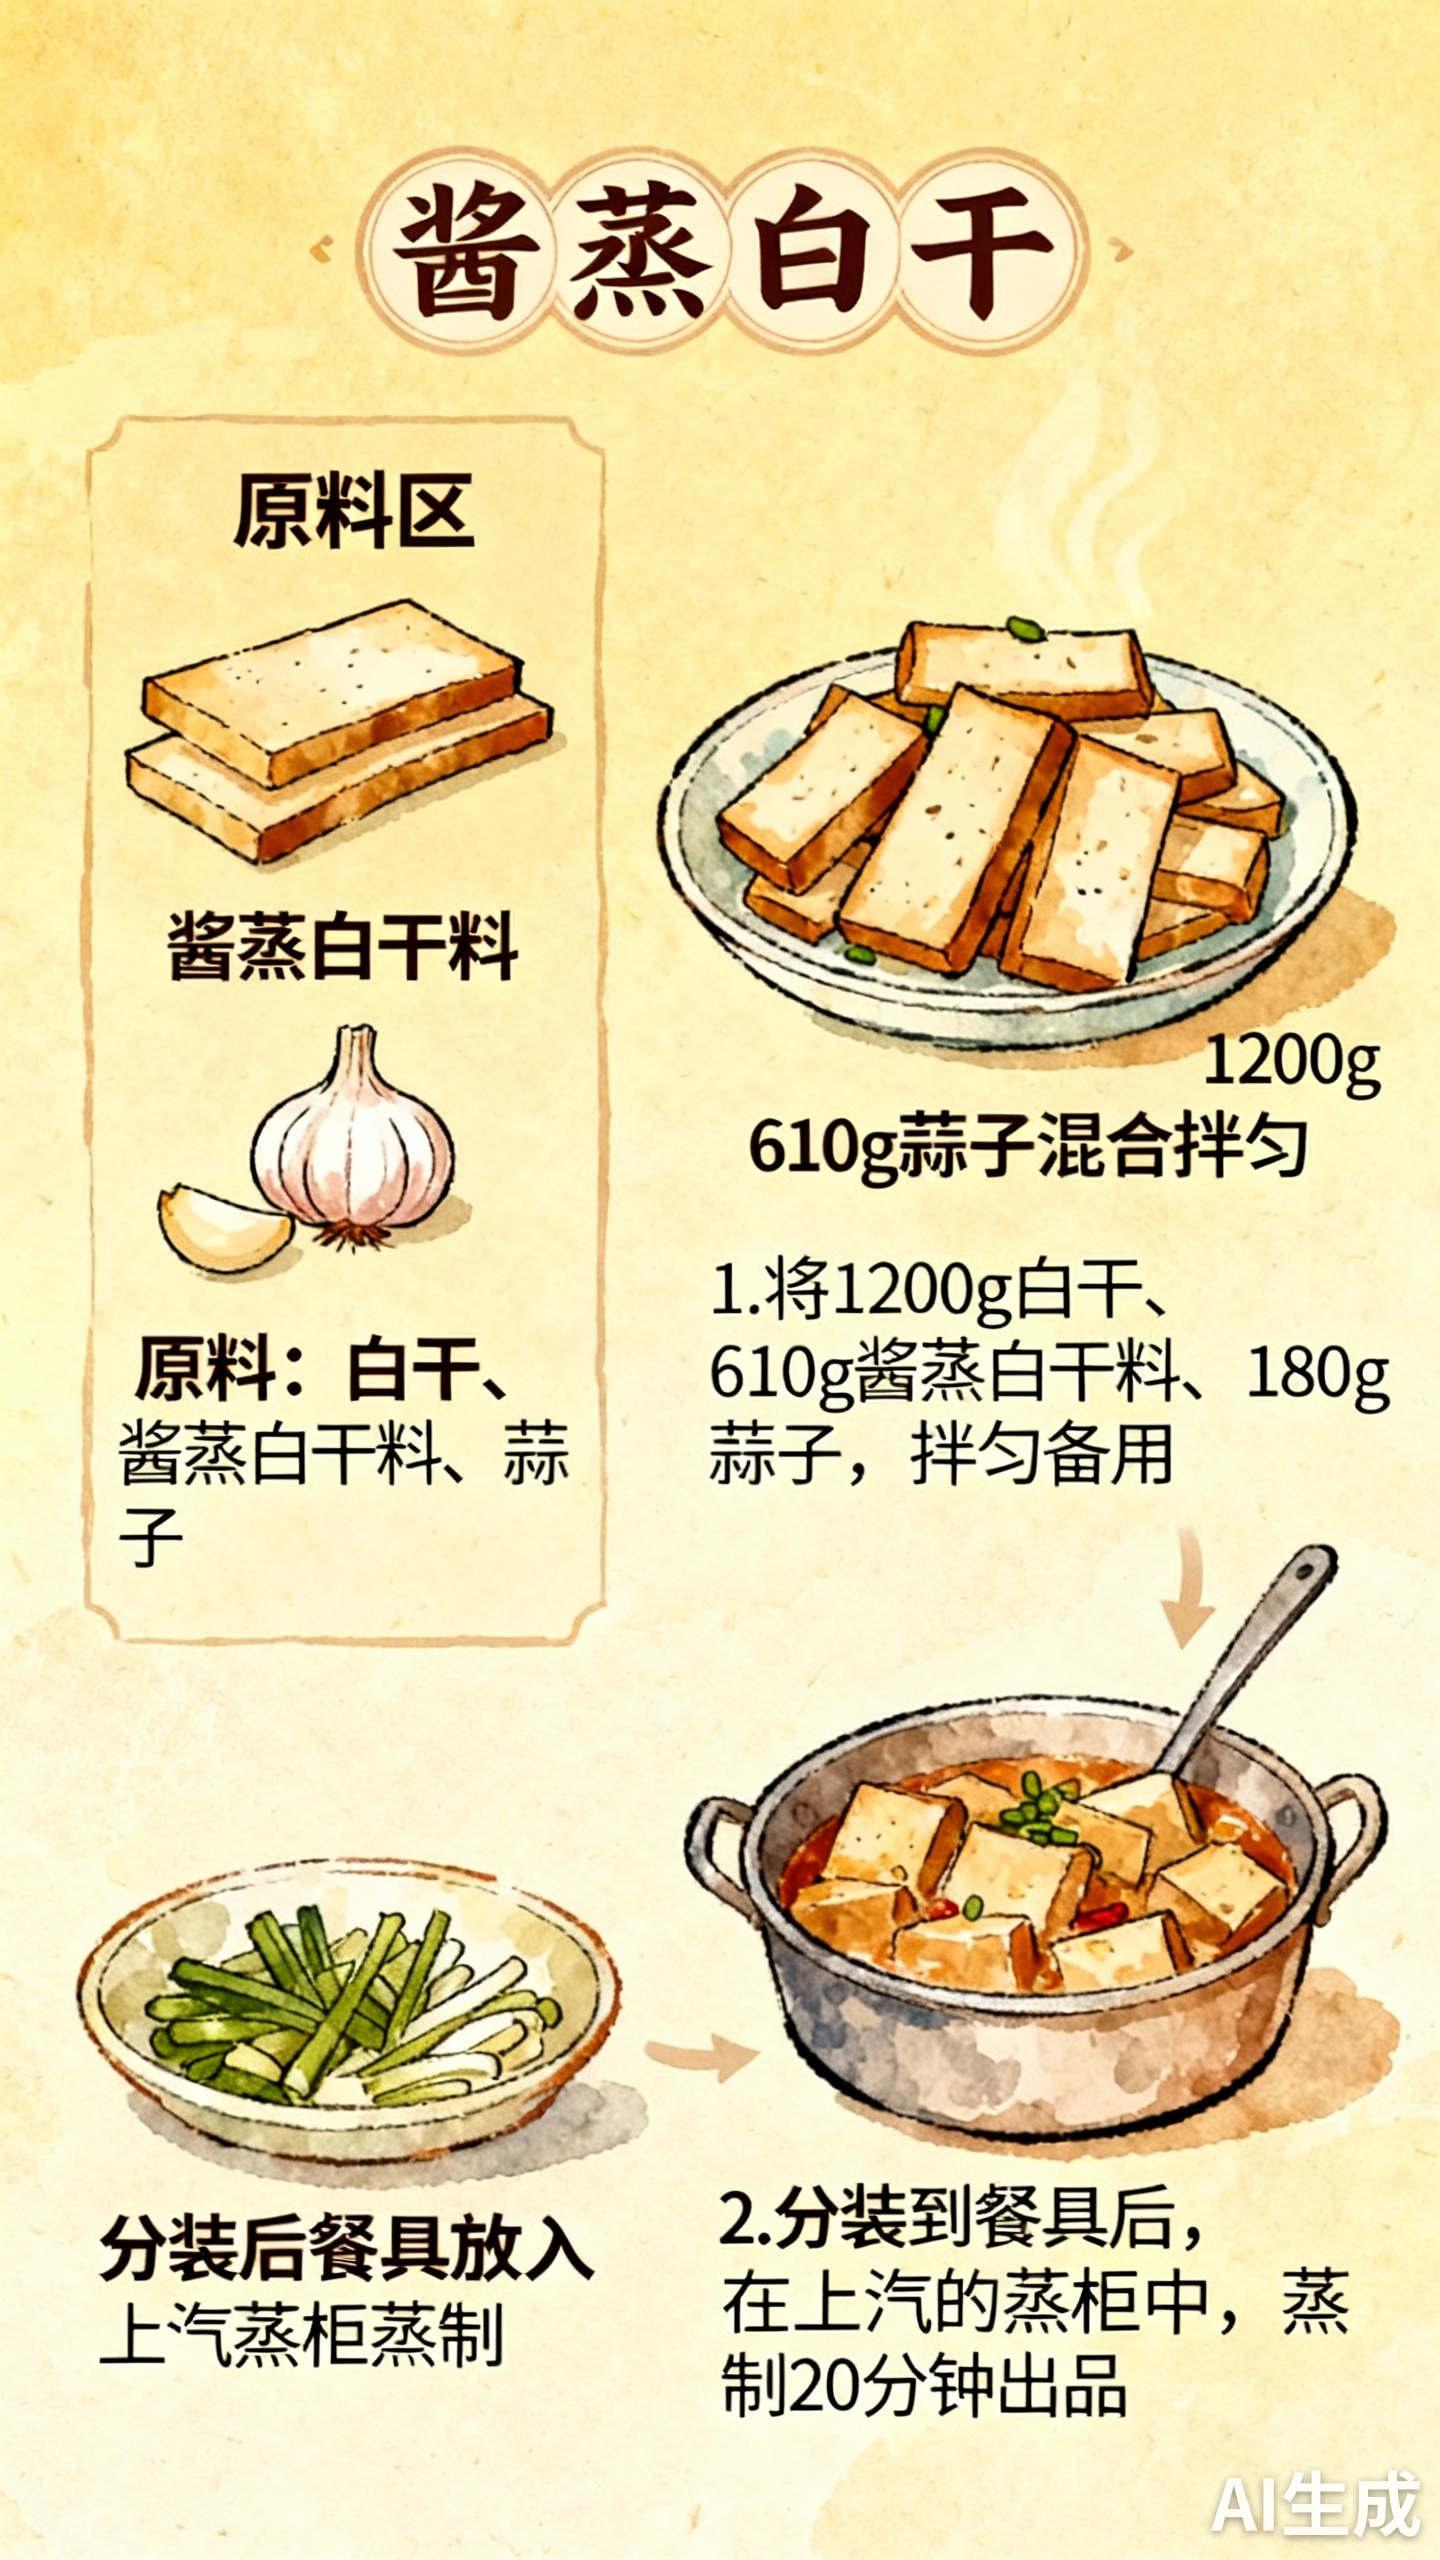 酱蒸白干
原料区
酱蒸白干料
原料：白干、
酱蒸白干料、蒜
子
1200g
610g蒜子混合拌匀
1.将1200g白干、
610g酱蒸白干料、180g
蒜子，拌匀备用
分装后餐具放入
上汽蒸柜蒸制
2.分装到餐具后，
在上汽的蒸柜中，蒸
制20分钟出品
AI生成